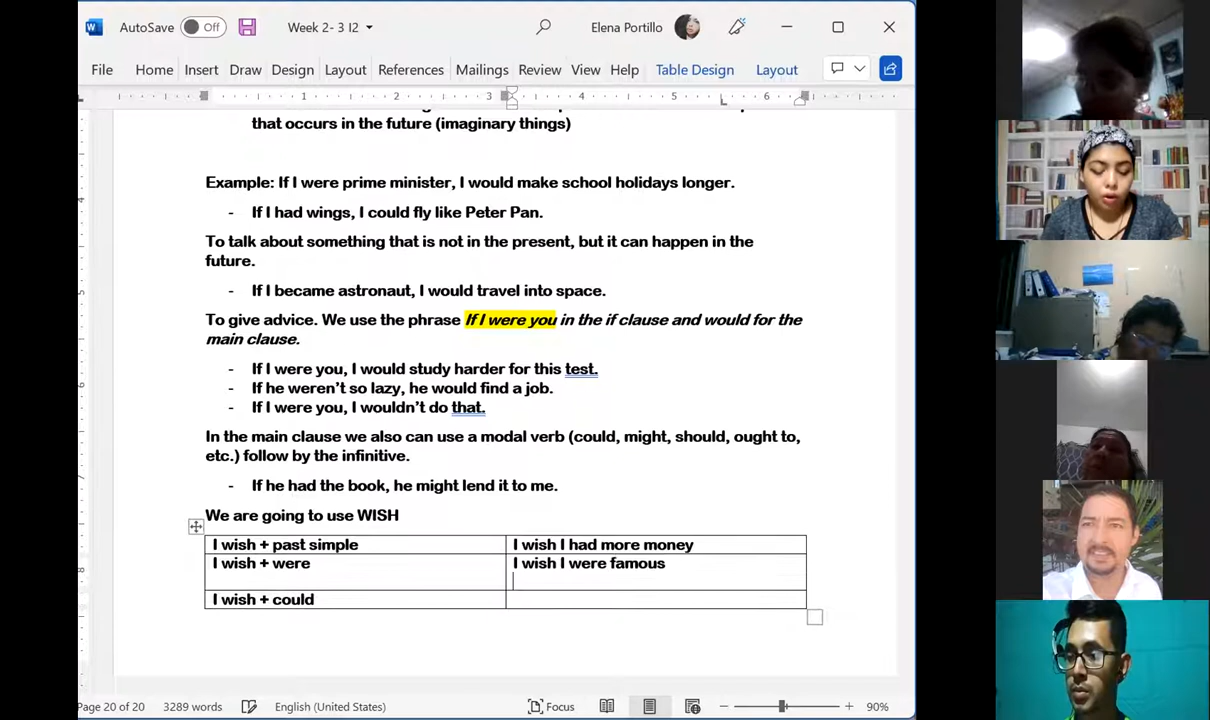 AutoSave Off Week 2- 3 I2 Elena Portillo
File Home Insert Draw Design Layout References Mailings Review View Help Table Design Layout
1 2 3 4 5 6
that occurs in the future (imaginary things)
Example: If I were prime minister, I would make school holidays longer.
- If I had wings, I could fly like Peter Pan.
To talk about something that is not in the present, but it can happen in the
future.
- If I became astronaut, I would travel into space.
To give advice. We use the phrase If I were you in the if clause and would for the
main clause.
- If I were you, I would study harder for this test.
- If he weren't so lazy, he would find a job.
- If I were you, I wouldn't do that.
In the main clause we also can use a modal verb (could, might, should, ought to,
etc.) follow by the infinitive.
- If he had the book, he might lend it to me.
We are going to use WISH
I wish + past simple I wish I had more money
I wish + were I wish I were famous
I wish + could
Page 20 of 20 3289 words English (United States) Focus 90%